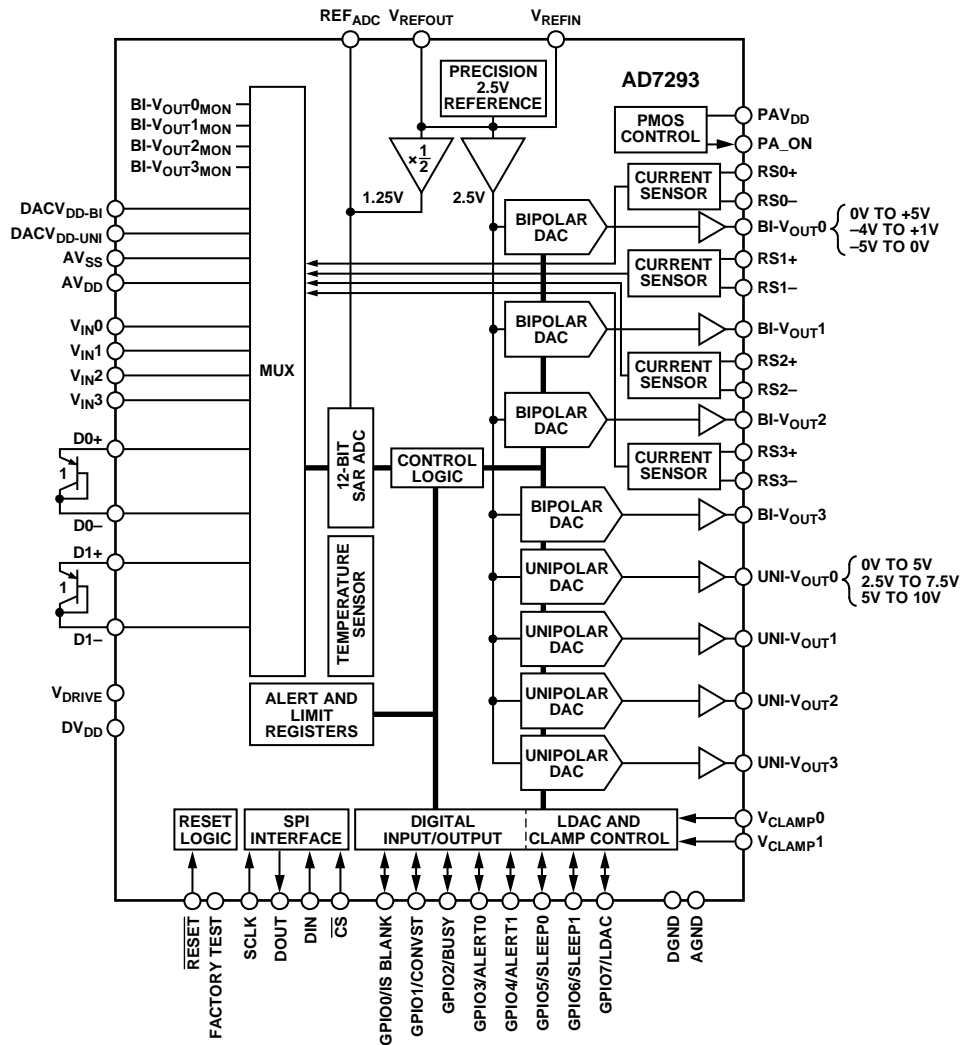 REFADC VREFOUT VREFIN
PRECISION
2.5V
REFERENCE
AD7293
BI-VOUT0MON
BI-VOUT1MON
BI-VOUT2MON
BI-VOUT3MON
×1/2
1.25V
2.5V
PMOS
CONTROL
PAVDD
PA_ON
DACVDD-BI
DACVDD-UNI
AVSS
AVDD
VIN0
VIN1
VIN2
VIN3
D0+
1
D0–
D1+
1
D1–
VDRIVE
DVDD
MUX
12-BIT
SAR ADC
TEMPERATURE
SENSOR
CONTROL
LOGIC
ALERT AND
LIMIT
REGISTERS
CURRENT
SENSOR
RS0+
RS0–
BIPOLAR
DAC
BI-VOUT0
0V TO +5V
–4V TO +1V
–5V TO 0V
CURRENT
SENSOR
RS1+
RS1–
BIPOLAR
DAC
BI-VOUT1
CURRENT
SENSOR
RS2+
RS2–
BIPOLAR
DAC
BI-VOUT2
CURRENT
SENSOR
RS3+
RS3–
BIPOLAR
DAC
BI-VOUT3
UNIPOLAR
DAC
UNI-VOUT0
0V TO 5V
2.5V TO 7.5V
5V TO 10V
UNIPOLAR
DAC
UNI-VOUT1
UNIPOLAR
DAC
UNI-VOUT2
UNIPOLAR
DAC
UNI-VOUT3
RESET
LOGIC
SPI
INTERFACE
DIGITAL
INPUT/OUTPUT
LDAC AND
CLAMP CONTROL
VCLAMP0
VCLAMP1
RESET
FACTORY TEST
SCLK
DOUT
DIN
CS
GPIO0/IS BLANK
GPIO1/CONVST
GPIO2/BUSY
GPIO3/ALERT0
GPIO4/ALERT1
GPIO5/SLEEP0
GPIO6/SLEEP1
GPIO7/LDAC
DGND
AGND